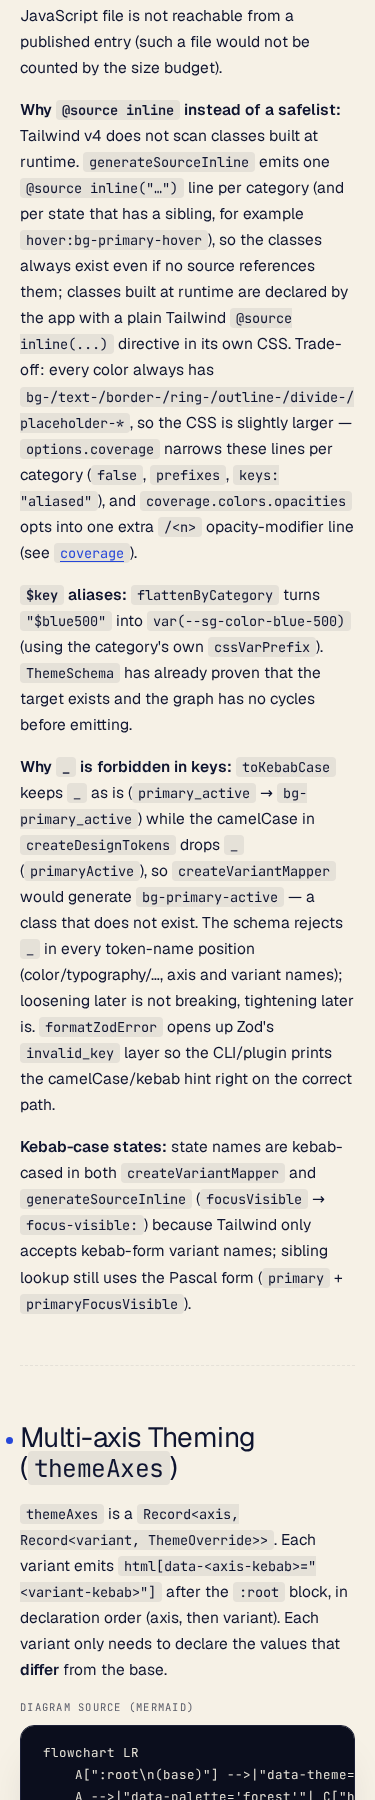 JavaScript file is not reachable from a
published entry (such a file would not be
counted by the size budget).
Why @source inline instead of a safelist:
Tailwind v4 does not scan classes built at
runtime. generateSourceInline emits one
@source inline("…") line per category (and
per state that has a sibling, for example
hover:bg-primary-hover), so the classes
always exist even if no source references
them; classes built at runtime are declared by
the app with a plain Tailwind @source
inline(...) directive in its own CSS. Trade-
off: every color always has
bg-/text-/border-/ring-/outline-/divide-/
placeholder-*, so the CSS is slightly larger —
options.coverage narrows these lines per
category (false, prefixes, keys:
"aliased"), and coverage.colors.opacities
opts into one extra /<n> opacity-modifier line
(see coverage).
$key aliases: flattenByCategory turns
"$blue500" into var(--sg-color-blue-500)
(using the category's own cssVarPrefix).
ThemeSchema has already proven that the
target exists and the graph has no cycles
before emitting.
Why _ is forbidden in keys: toKebabCase
keeps _ as is (primary_active → bg-
primary_active) while the camelCase in
createDesignTokens drops _
(primaryActive), so createVariantMapper
would generate bg-primary-active — a
class that does not exist. The schema rejects
_ in every token-name position
(color/typography/…, axis and variant names);
loosening later is not breaking, tightening later
is. formatZodError opens up Zod's
invalid_key layer so the CLI/plugin prints
the camelCase/kebab hint right on the correct
path.
Kebab-case states: state names are kebab-
cased in both createVariantMapper and
generateSourceInline (focusVisible →
focus-visible:) because Tailwind only
accepts kebab-form variant names; sibling
lookup still uses the Pascal form (primary +
primaryFocusVisible).
Multi-axis Theming
(themeAxes)
themeAxes is a Record<axis,
Record<variant, ThemeOverride>>. Each
variant emits html[data-<axis-kebab>="
<variant-kebab>"] after the :root block, in
declaration order (axis, then variant). Each
variant only needs to declare the values that
differ from the base.
DIAGRAM SOURCE (MERMAID)
flowchart LR
A[":root\n(base)"] -->|"data-theme=
A -->|"data-palette='forest'"| C["h